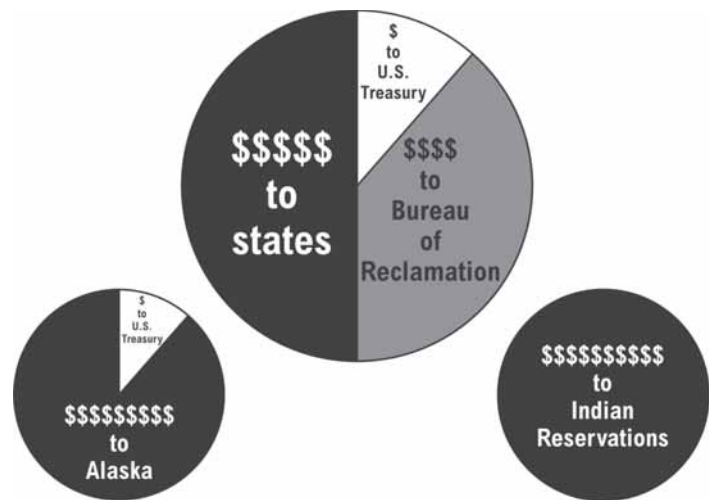 $
to
U.S.
Treasury
$$$$$
to
states
$$$$
to
Bureau
of
Reclamation
$
to
U.S.
Treasury
$$$$$$$$$
to
Alaska
$$$$$$$$$$
to
Indian
Reservations